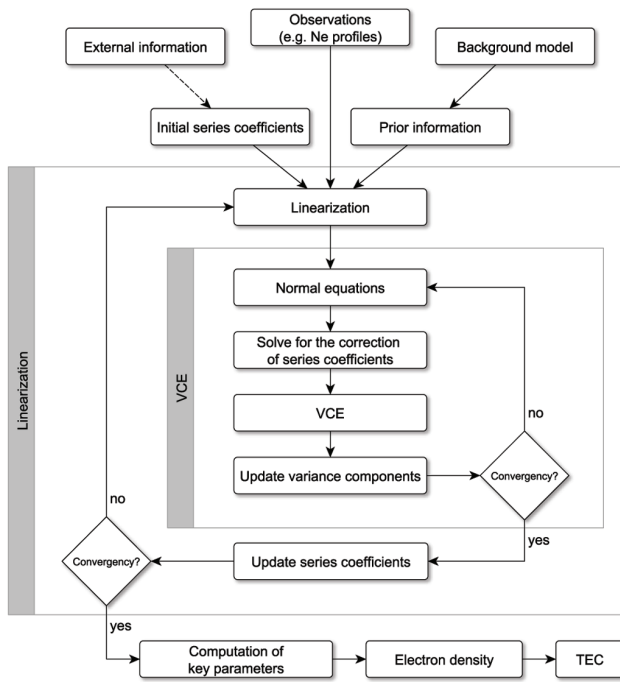 Observations
(e.g. Ne profiles)
External information
Background model
Initial series coefficients
Prior information
Linearization
Linearization
VCE
Normal equations
Solve for the correction
of series coefficients
VCE
Update variance components
Convergency?
no
yes
Update series coefficients
Convergency?
no
yes
Computation of
key parameters
Electron density
TEC